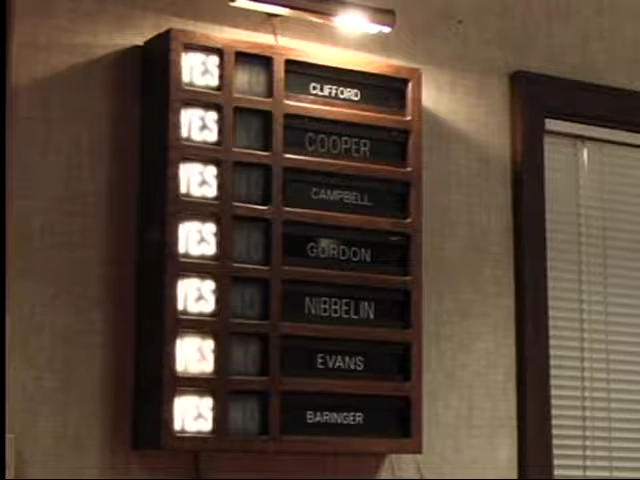 YES NO CLIFFORD
YES NO COOPER
YES NO CAMPBELL
YES NO GORDON
YES NO NIBBELIN
YES NO EVANS
YES NO BARINGER